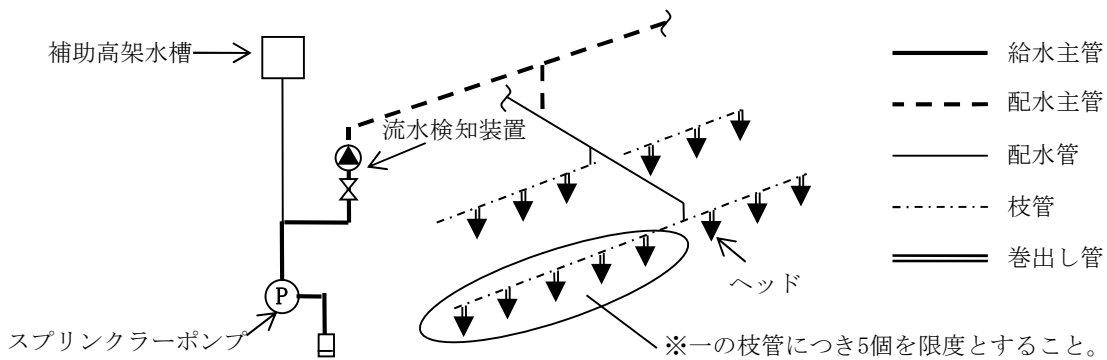 補助高架水槽
流水検知装置
P
スプリンクラーポンプ
ヘッド
※一の枝管につき5個を限度とすること。
給水主管
配水主管
配水管
枝管
巻出し管